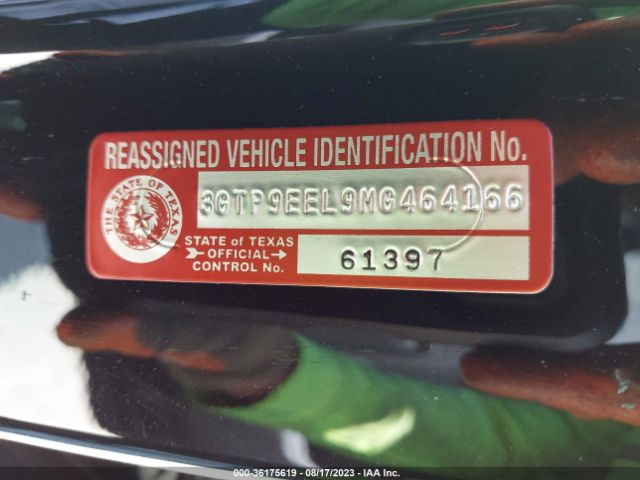 REASSIGNED VEHICLE IDENTIFICATION No.
THE STATE OF TEXAS
3GTP9EEL9MG464166
STATE of TEXAS
OFFICIAL
CONTROL No.
61397
000-36175619 - 08/17/2023 - IAA Inc.